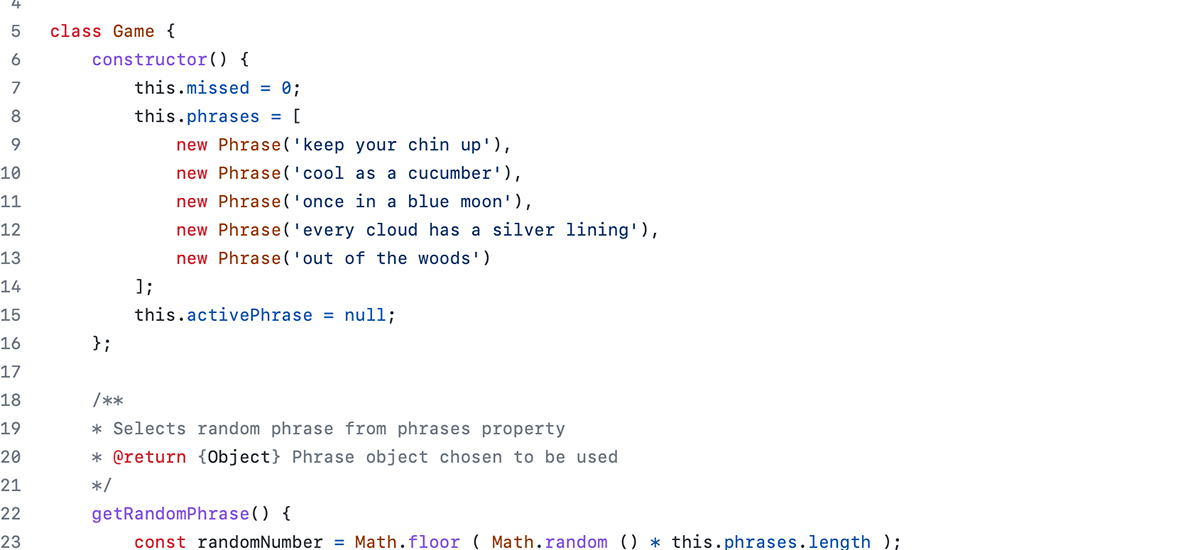 4
5 class Game {
6     constructor() {
7         this.missed = 0;
8         this.phrases = [
9             new Phrase('keep your chin up'),
10             new Phrase('cool as a cucumber'),
11             new Phrase('once in a blue moon'),
12             new Phrase('every cloud has a silver lining'),
13             new Phrase('out of the woods')
14         ];
15         this.activePhrase = null;
16     };
17
18     /**
19     * Selects random phrase from phrases property
20     * @return {Object} Phrase object chosen to be used
21     */
22     getRandomPhrase() {
23         const randomNumber = Math.floor ( Math.random () * this.phrases.length );